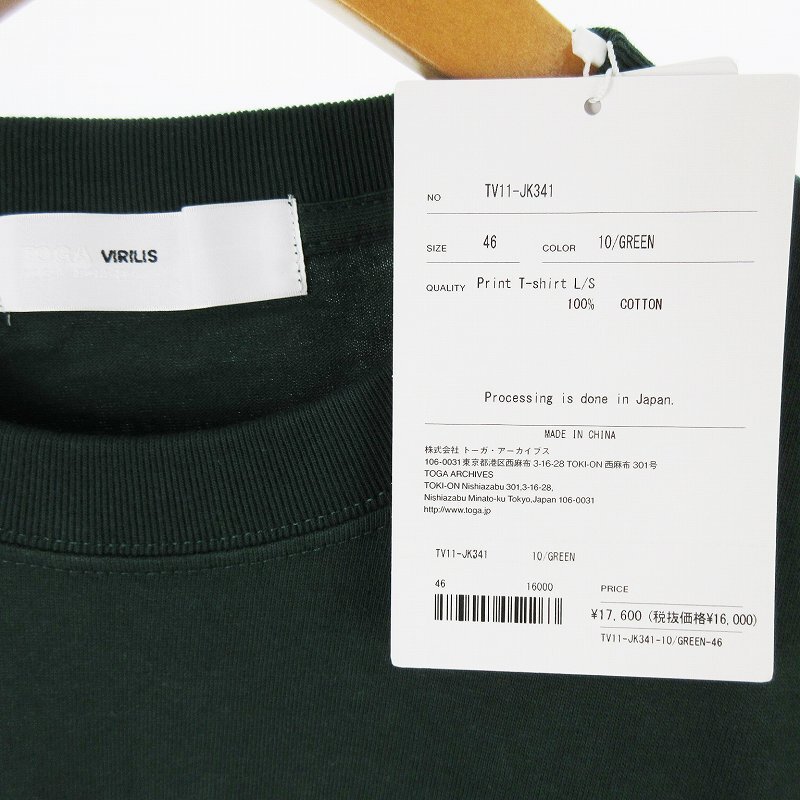 TOGA VIRILIS
NO TV11-JK341
SIZE 46 COLOR 10/GREEN
QUALITY Print T-shirt L/S
100% COTTON
Processing is done in Japan.
MADE IN CHINA
株式会社 トーガ・アーカイブス
106-0031東京都港区西麻布 3-16-28 TOKI-ON 西麻布 301号
TOGA ARCHIVES
TOKI-ON Nishiazabu 301,3-16-28,
Nishiazabu Minato-ku Tokyo,Japan 106-0031
http://www.toga.jp
TV11-JK341 10/GREEN
46 16000
PRICE
¥17,600 (税抜価格¥16,000)
TV11-JK341-10/GREEN-46